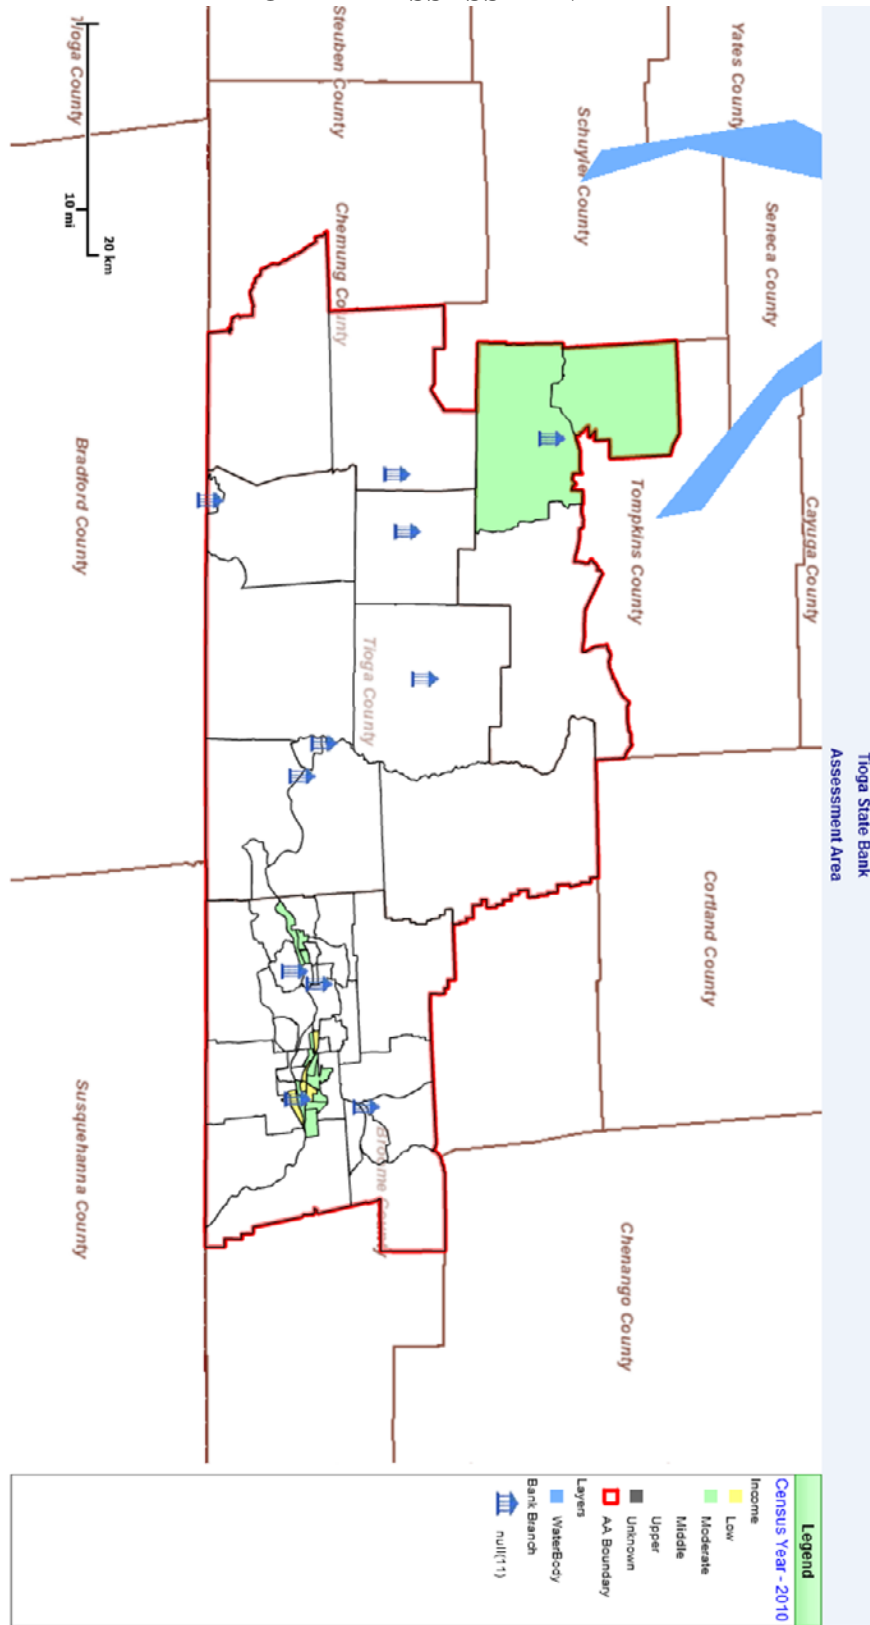 Tioga State Bank
Assessment Area
Steuben County
Schuyler County
Yates County
Seneca County
Tioga County
Chemung County
10 mi
20 km
Tompkins County
Cayuga County
Bradford County
Tioga County
Cortland County
Broome County
Chenango County
Susquehanna County
Legend
Census Year - 2010
Income
Low
Moderate
Middle
Upper
Unknown
AA Boundary
Layers
WaterBody
Bank Branch
null(11)